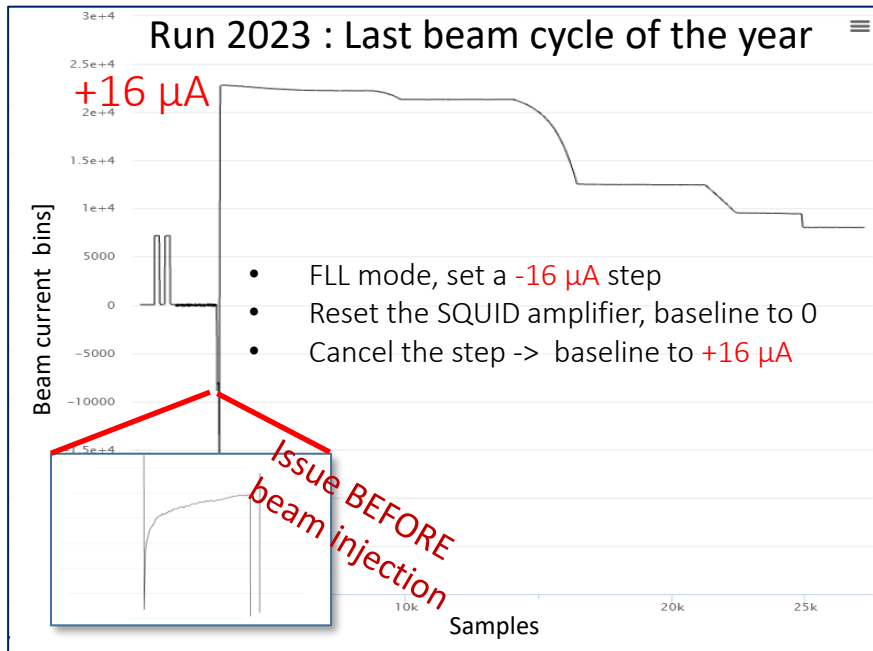 Run 2023 : Last beam cycle of the year
3e+4
2.5e+4
+16 µA
2e+4
1.5e+4
1e+4
5000
0
−5000
−10000
Beam current bins]
• FLL mode, set a -16 µA step
• Reset the SQUID amplifier, baseline to 0
• Cancel the step -> baseline to +16 µA
Issue BEFORE
beam injection
10k
20k
25k
Samples